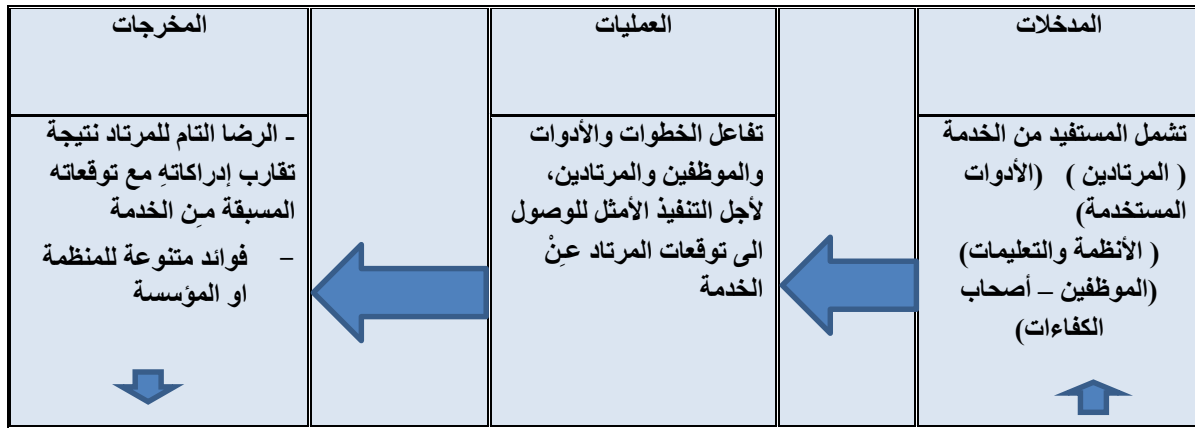 المدخلات
تشمل المستفيد من الخدمة
( المرتادين ) (الأدوات
المستخدمة)
( الأنظمة والتعليمات)
(الموظفين – أصحاب
الكفاءات)
العمليات
تفاعل الخطوات والأدوات
والموظفين والمرتادين،
لأجل التنفيذ الأمثل للوصول
الى توقعات المرتاد عنْ
الخدمة
المخرجات
- الرضا التام للمرتاد نتيجة
تقارب إدراكاتهِ مع توقعاته
المسبقة مِن الخدمة
– فوائد متنوعة للمنظمة
او المؤسسة